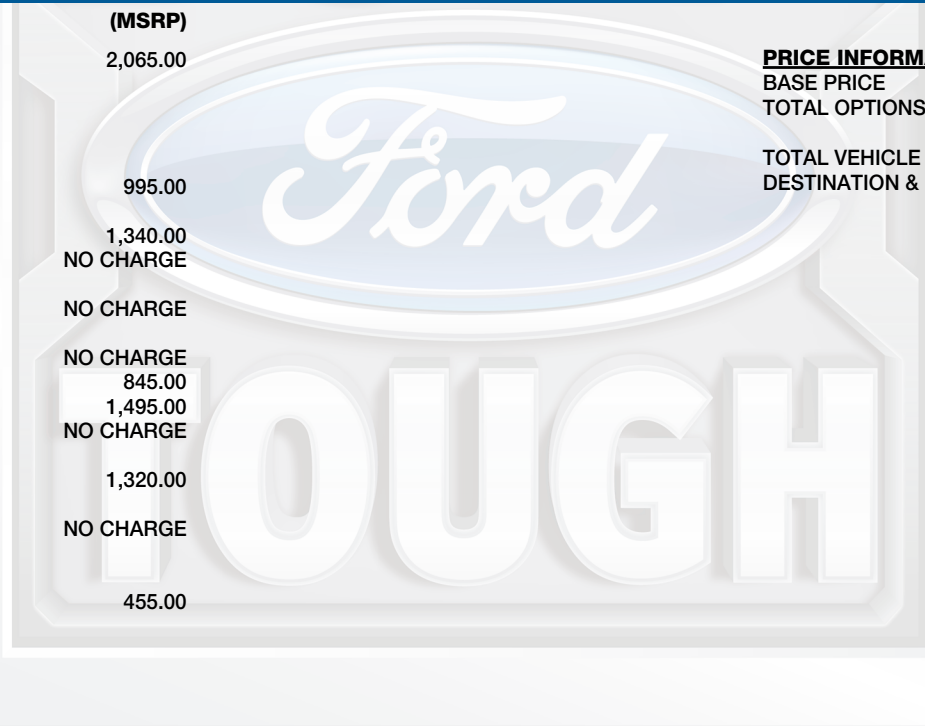 (MSRP)
2,065.00
995.00
1,340.00
NO CHARGE
NO CHARGE
NO CHARGE
845.00
1,495.00
NO CHARGE
1,320.00
NO CHARGE
455.00
PRICE INFORMA
BASE PRICE
TOTAL OPTIONS
TOTAL VEHICLE
DESTINATION &
Ford
TOUGH